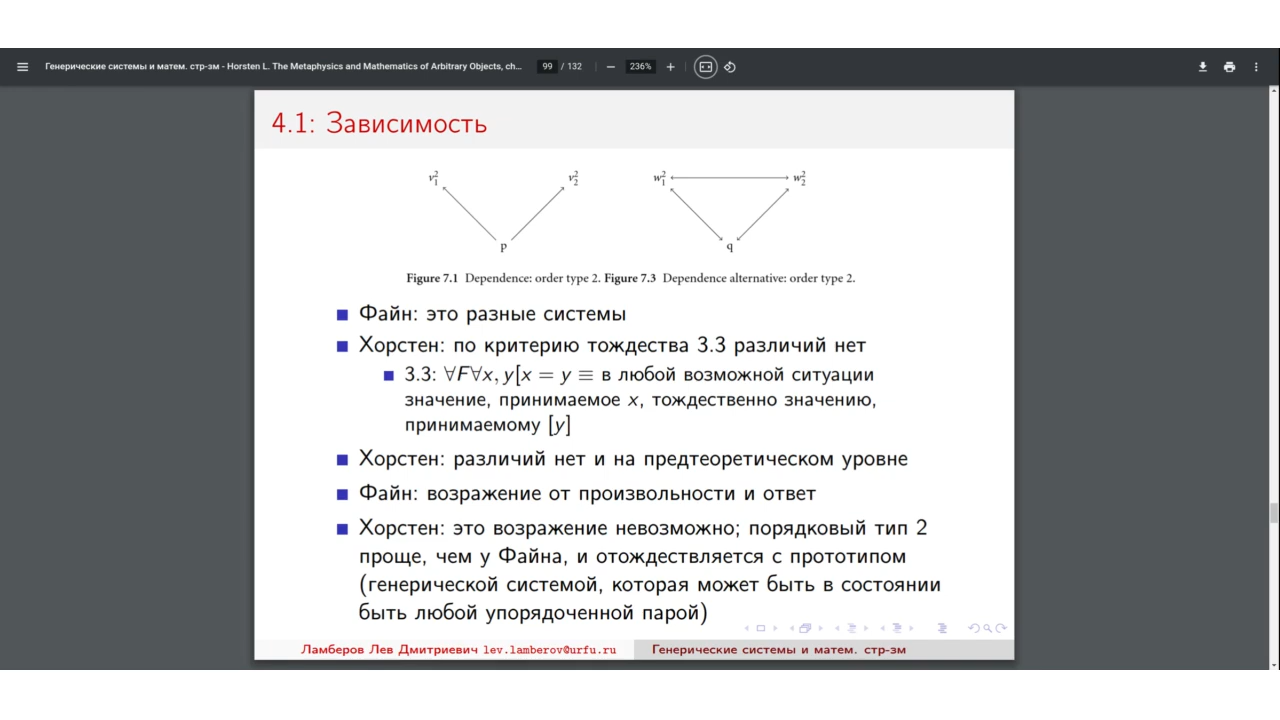 Генерические системы и матем. стр-зм - Horsten L. The Metaphysics and Mathematics of Arbitrary Objects, ch...
99 / 132
236%
4.1: Зависимость
v₁² v₂² w₁² w₂²
p q
Figure 7.1 Dependence: order type 2. Figure 7.3 Dependence alternative: order type 2.
Файн: это разные системы
Хорстен: по критерию тождества 3.3 различий нет
3.3: ∀F∀x, y[x = y ≡ в любой возможной ситуации
значение, принимаемое x, тождественно значению,
принимаемому [y]
Хорстен: различий нет и на предтеоретическом уровне
Файн: возражение от произвольности и ответ
Хорстен: это возражение невозможно; порядковый тип 2
проще, чем у Файна, и отождествляется с прототипом
(генерической системой, которая может быть в состоянии
быть любой упорядоченной парой)
Ламберов Лев Дмитриевич lev.lamberov@urfu.ru
Генерические системы и матем. стр-зм